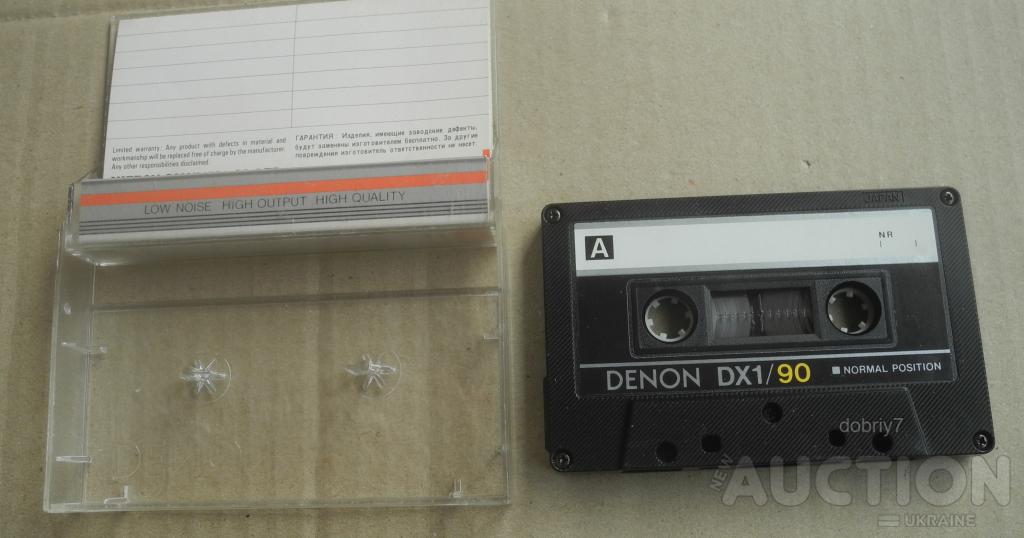 Limited warranty: Any product with defects in material and
workmanship will be replaced free of charge by the manufacturer.
Any other responsibilities disclaimed.
ГАРАНТИЯ: Изделия, имеющие заводские дефекты,
будут заменены изготовителем бесплатно. За другие
повреждения изготовитель ответственности не несет.
LOW NOISE HIGH OUTPUT HIGH QUALITY
JAPAN
A
NR
( )
DENON DX1/90
NORMAL POSITION
dobriy7
NEW AUCTION
UKRAINE